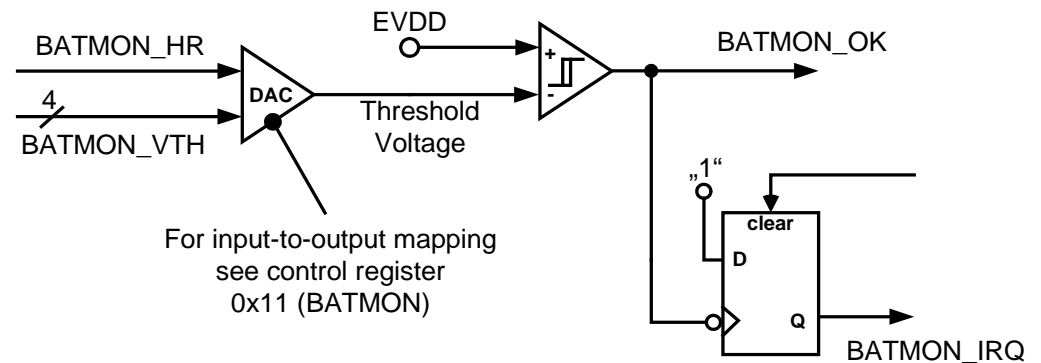 EVDD
BATMON_HR
BATMON_OK
+
DAC
-
4
Threshold
Voltage
BATMON_VTH
„1“
clear
For input-to-output mapping
see control register
0x11 (BATMON)
D
Q
BATMON_IRQ